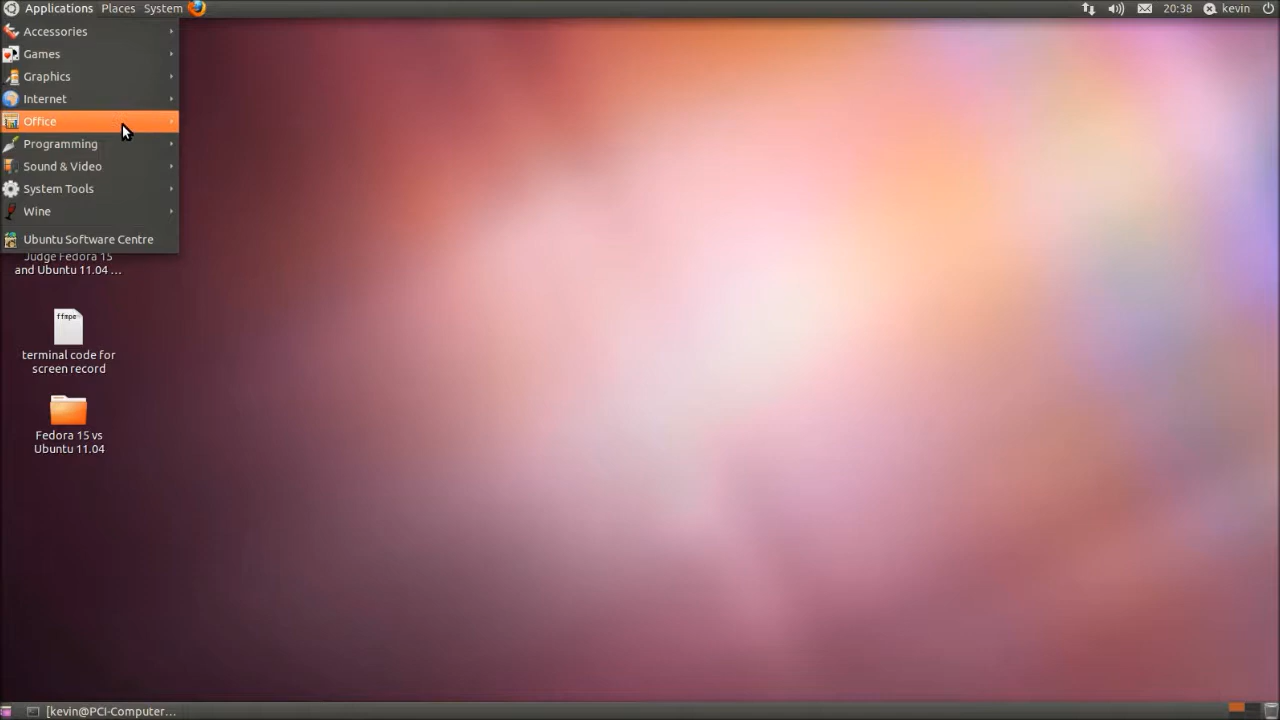 Applications Places System
20:38 kevin
Accessories
Games
Graphics
Internet
Office
Programming
Sound & Video
System Tools
Wine
Ubuntu Software Centre
Judge Fedora 15
and Ubuntu 11.04 ...
ffmpe
terminal code for
screen record
Fedora 15 vs
Ubuntu 11.04
[kevin@PCI-Computer...